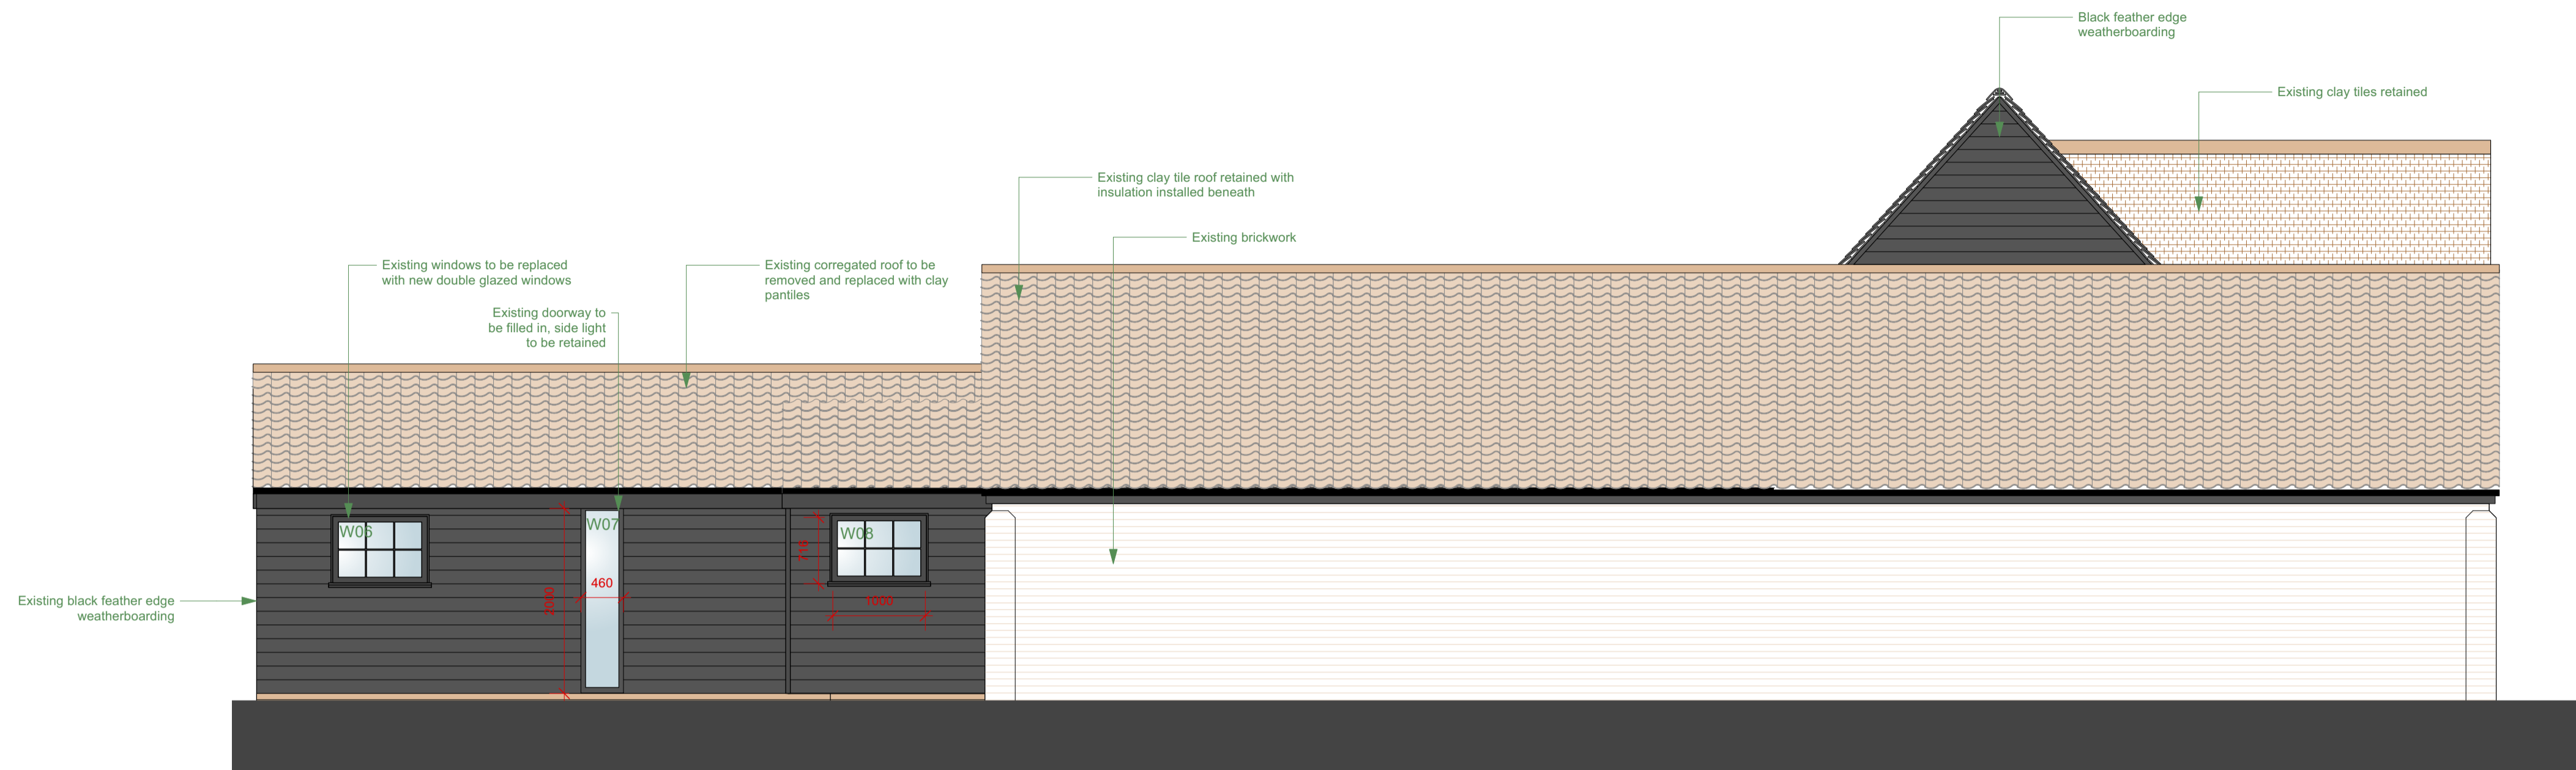 Black feather edge
weatherboarding
Existing clay tiles retained
Existing clay tile roof retained with
insulation installed beneath
Existing brickwork
Existing windows to be replaced
with new double glazed windows
Existing corregated roof to be
removed and replaced with clay
pantiles
Existing doorway to
be filled in, side light
to be retained
W06
W07
W08
710
460
2060
1000
Existing black feather edge
weatherboarding